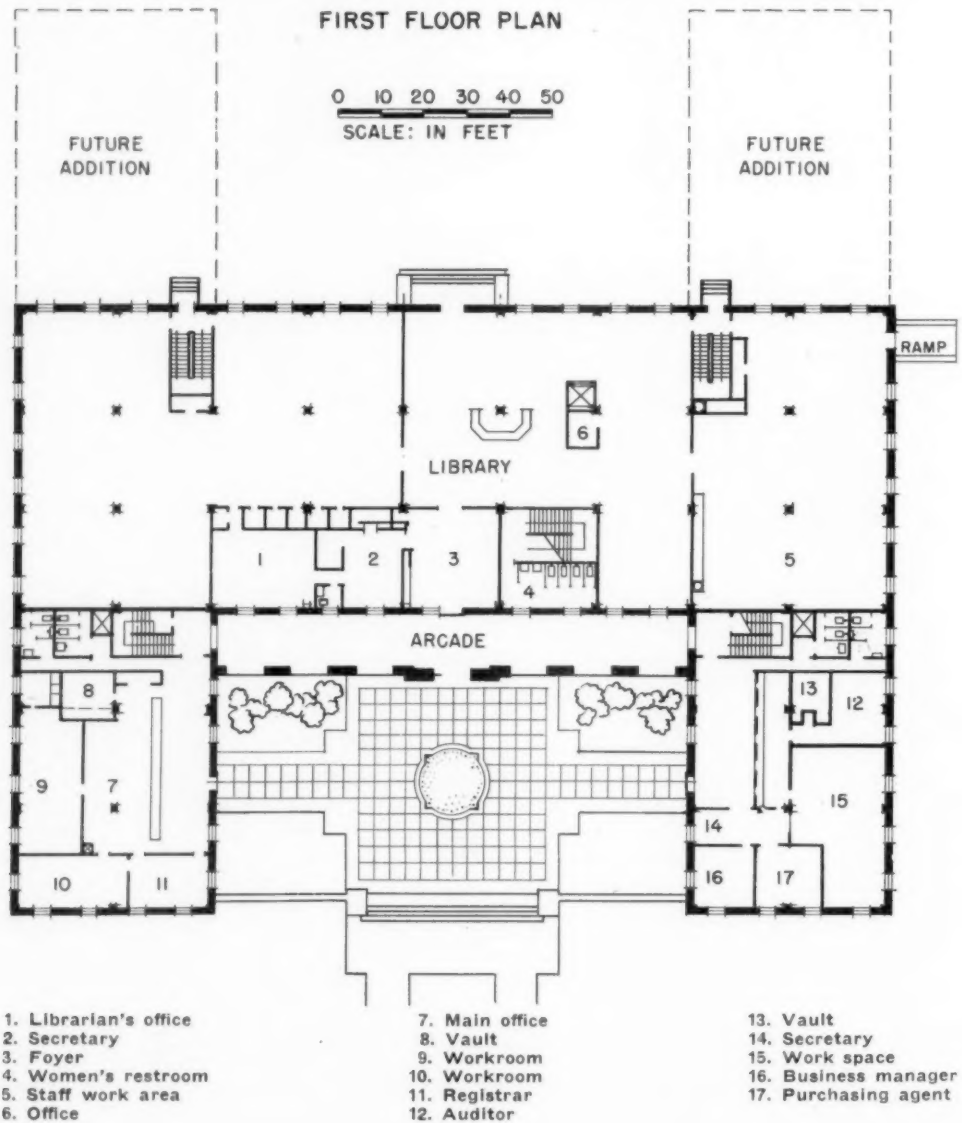 FIRST FLOOR PLAN
0 10 20 30 40 50
SCALE: IN FEET
FUTURE
ADDITION
FUTURE
ADDITION
RAMP
6
LIBRARY
1
2
3
4
5
ARCADE
8
13
12
9
7
15
14
10
11
16
17
1. Librarian's office
2. Secretary
3. Foyer
4. Women's restroom
5. Staff work area
6. Office
7. Main office
8. Vault
9. Workroom
10. Workroom
11. Registrar
12. Auditor
13. Vault
14. Secretary
15. Work space
16. Business manager
17. Purchasing agent